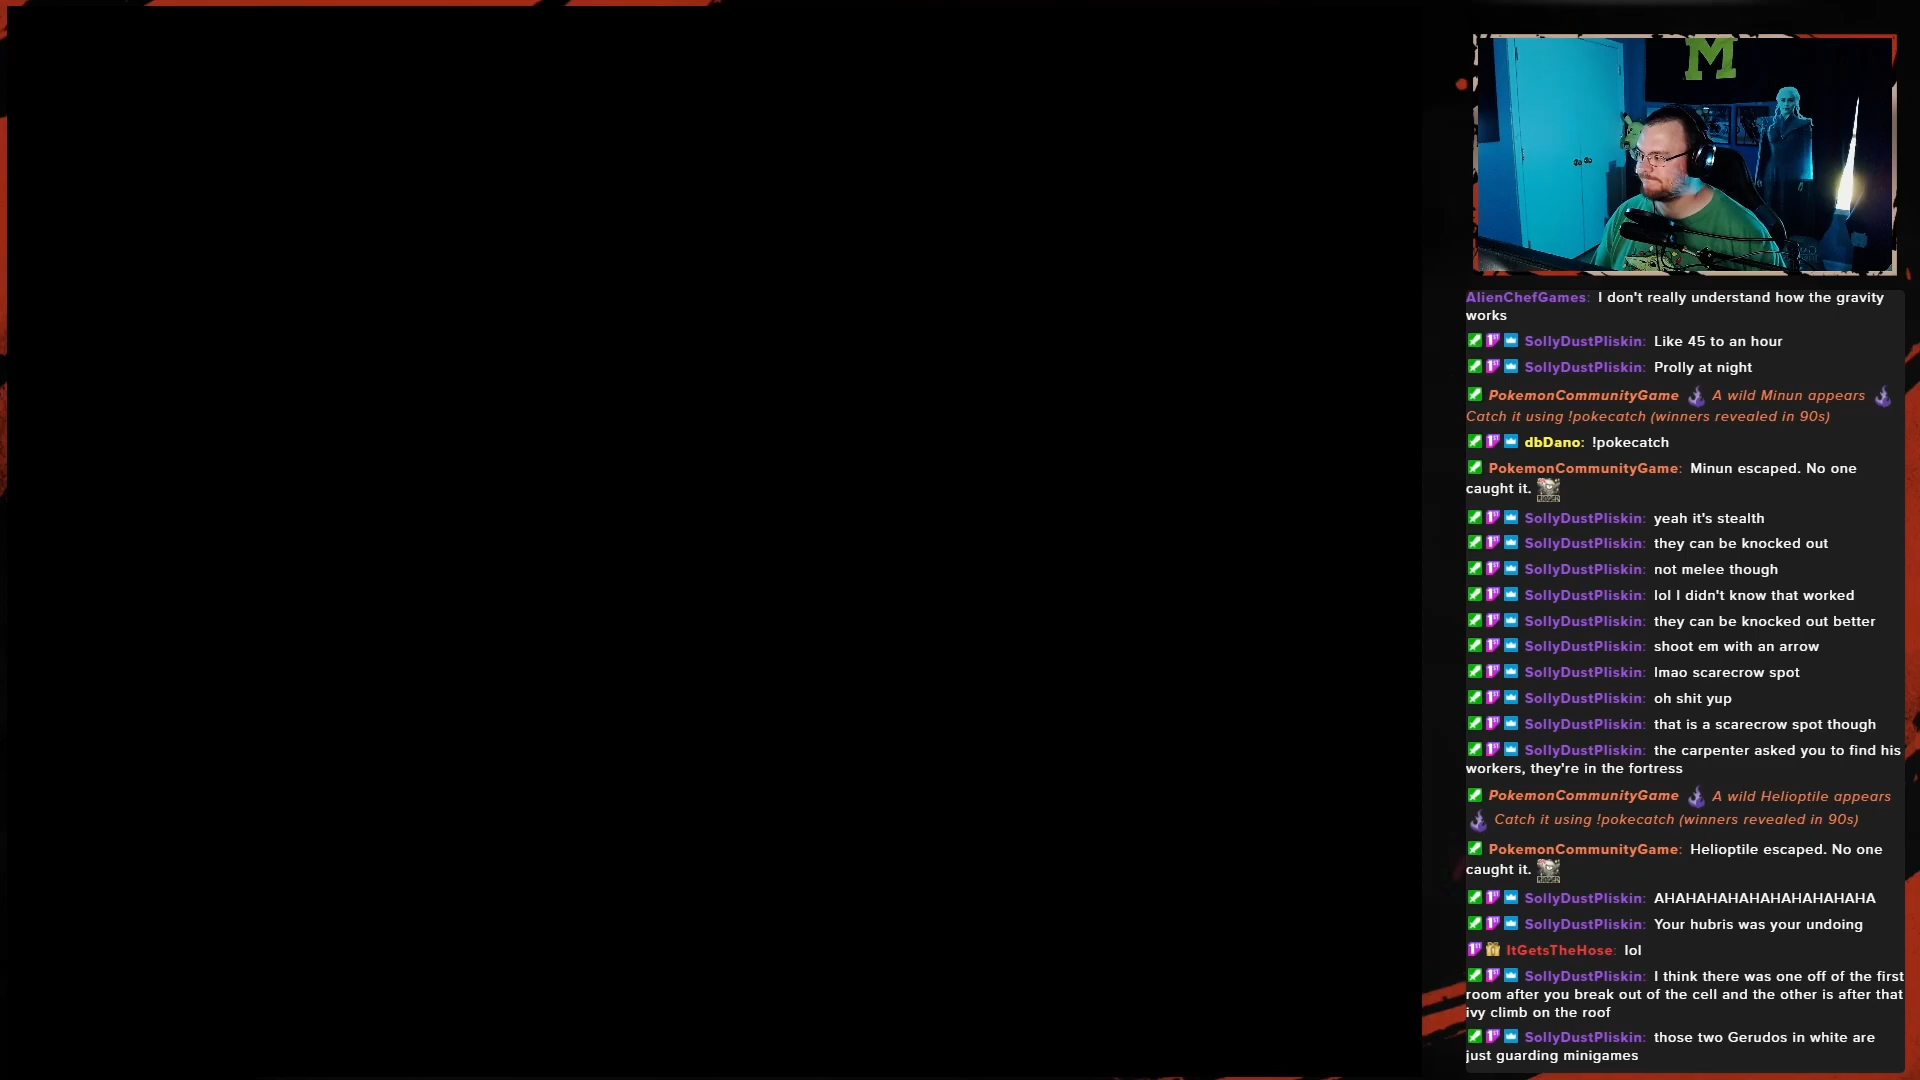 M
AlienChefGames: I don't really understand how the gravity
works
SollyDustPliskin: Like 45 to an hour
SollyDustPliskin: Prolly at night
PokemonCommunityGame A wild Minun appears
Catch it using !pokecatch (winners revealed in 90s)
dbDano: !pokecatch
PokemonCommunityGame: Minun escaped. No one
caught it.
SollyDustPliskin: yeah it's stealth
SollyDustPliskin: they can be knocked out
SollyDustPliskin: not melee though
SollyDustPliskin: lol I didn't know that worked
SollyDustPliskin: they can be knocked out better
SollyDustPliskin: shoot em with an arrow
SollyDustPliskin: lmao scarecrow spot
SollyDustPliskin: oh shit yup
SollyDustPliskin: that is a scarecrow spot though
SollyDustPliskin: the carpenter asked you to find his
workers, they're in the fortress
PokemonCommunityGame A wild Helioptile appears
Catch it using !pokecatch (winners revealed in 90s)
PokemonCommunityGame: Helioptile escaped. No one
caught it.
SollyDustPliskin: AHAHAHAHAHAHAHAHAHAHA
SollyDustPliskin: Your hubris was your undoing
ItGetsTheHose: lol
SollyDustPliskin: I think there was one off of the first
room after you break out of the cell and the other is after that
ivy climb on the roof
SollyDustPliskin: those two Gerudos in white are
just guarding minigames